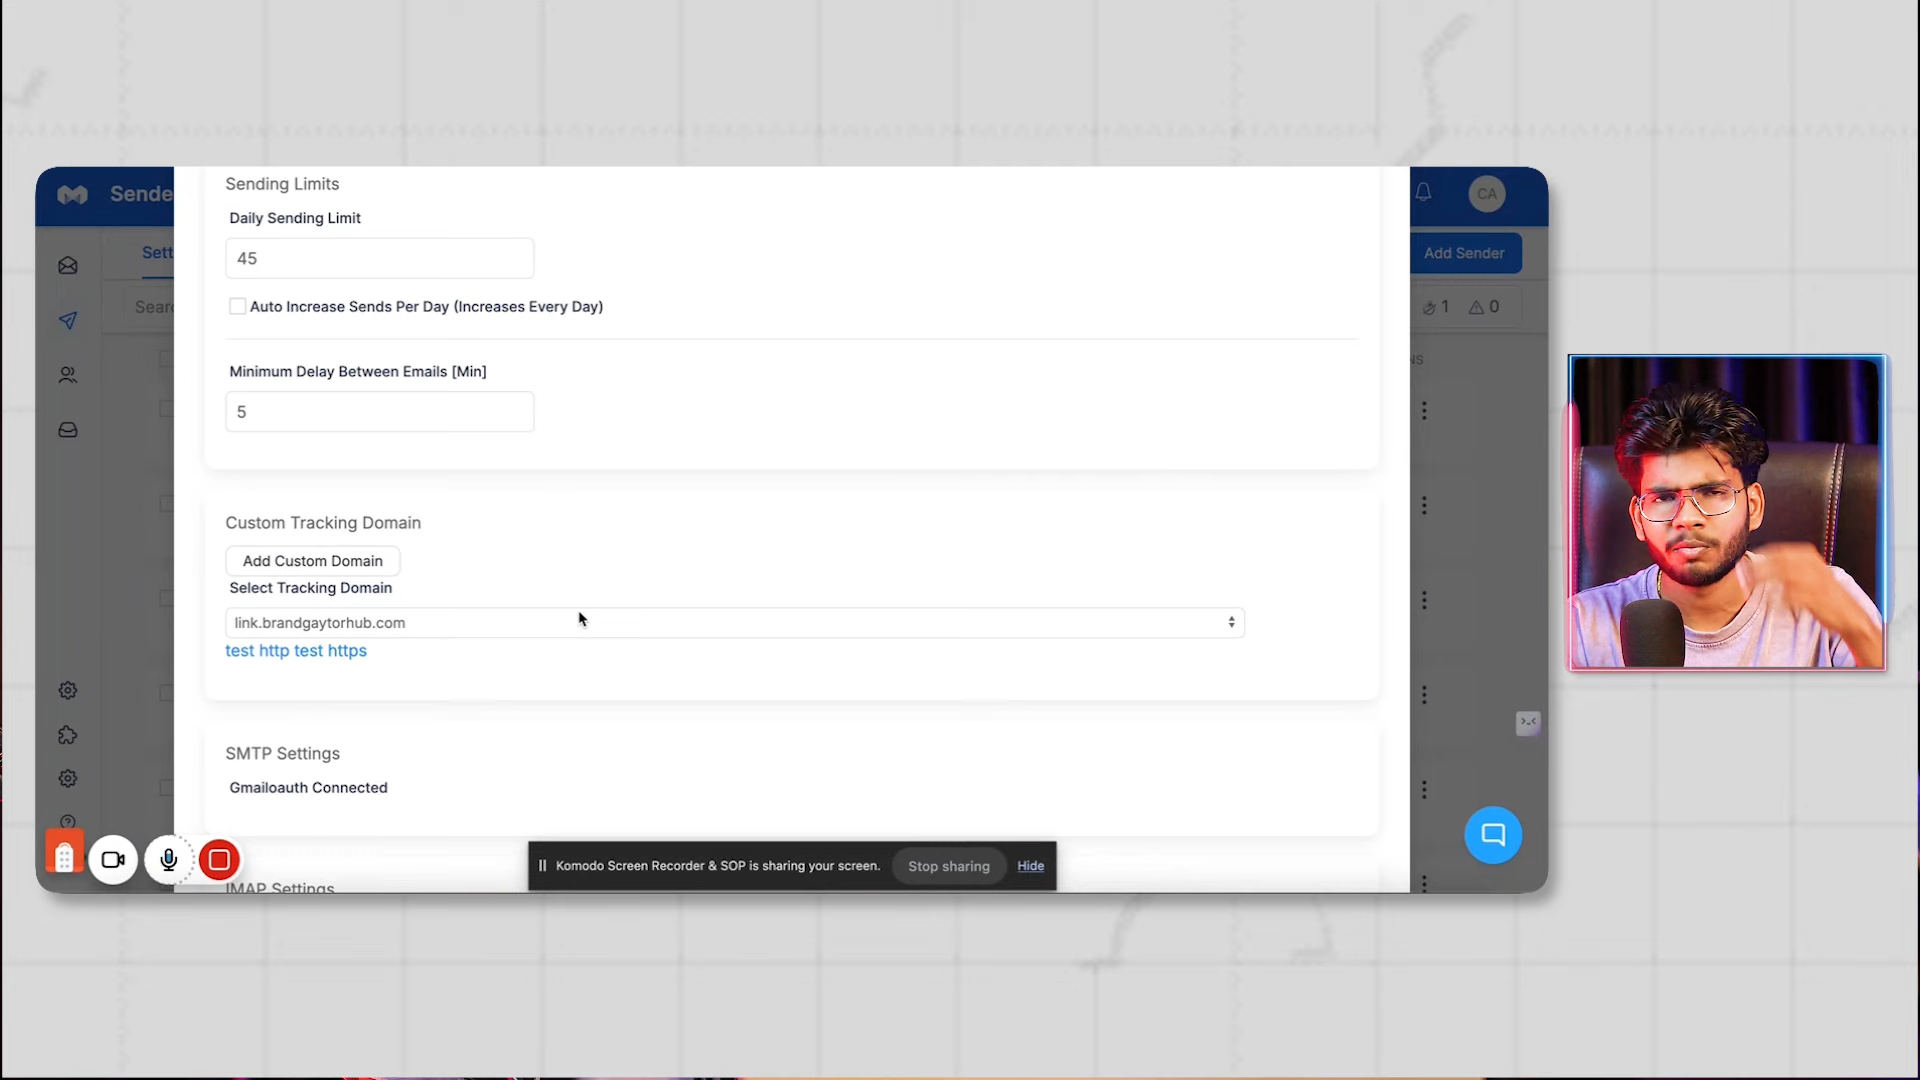 Sending Limits
Sende
CA
Daily Sending Limit
Sett
Add Sender
45
Sear
Auto Increase Sends Per Day (Increases Every Day)
1
0
NS
Minimum Delay Between Emails [Min]
5
Custom Tracking Domain
Add Custom Domain
Select Tracking Domain
link.brandgaytorhub.com
test http test https
SMTP Settings
Gmailoauth Connected
Komodo Screen Recorder & SOP is sharing your screen.
Stop sharing
Hide
IMAP Settings